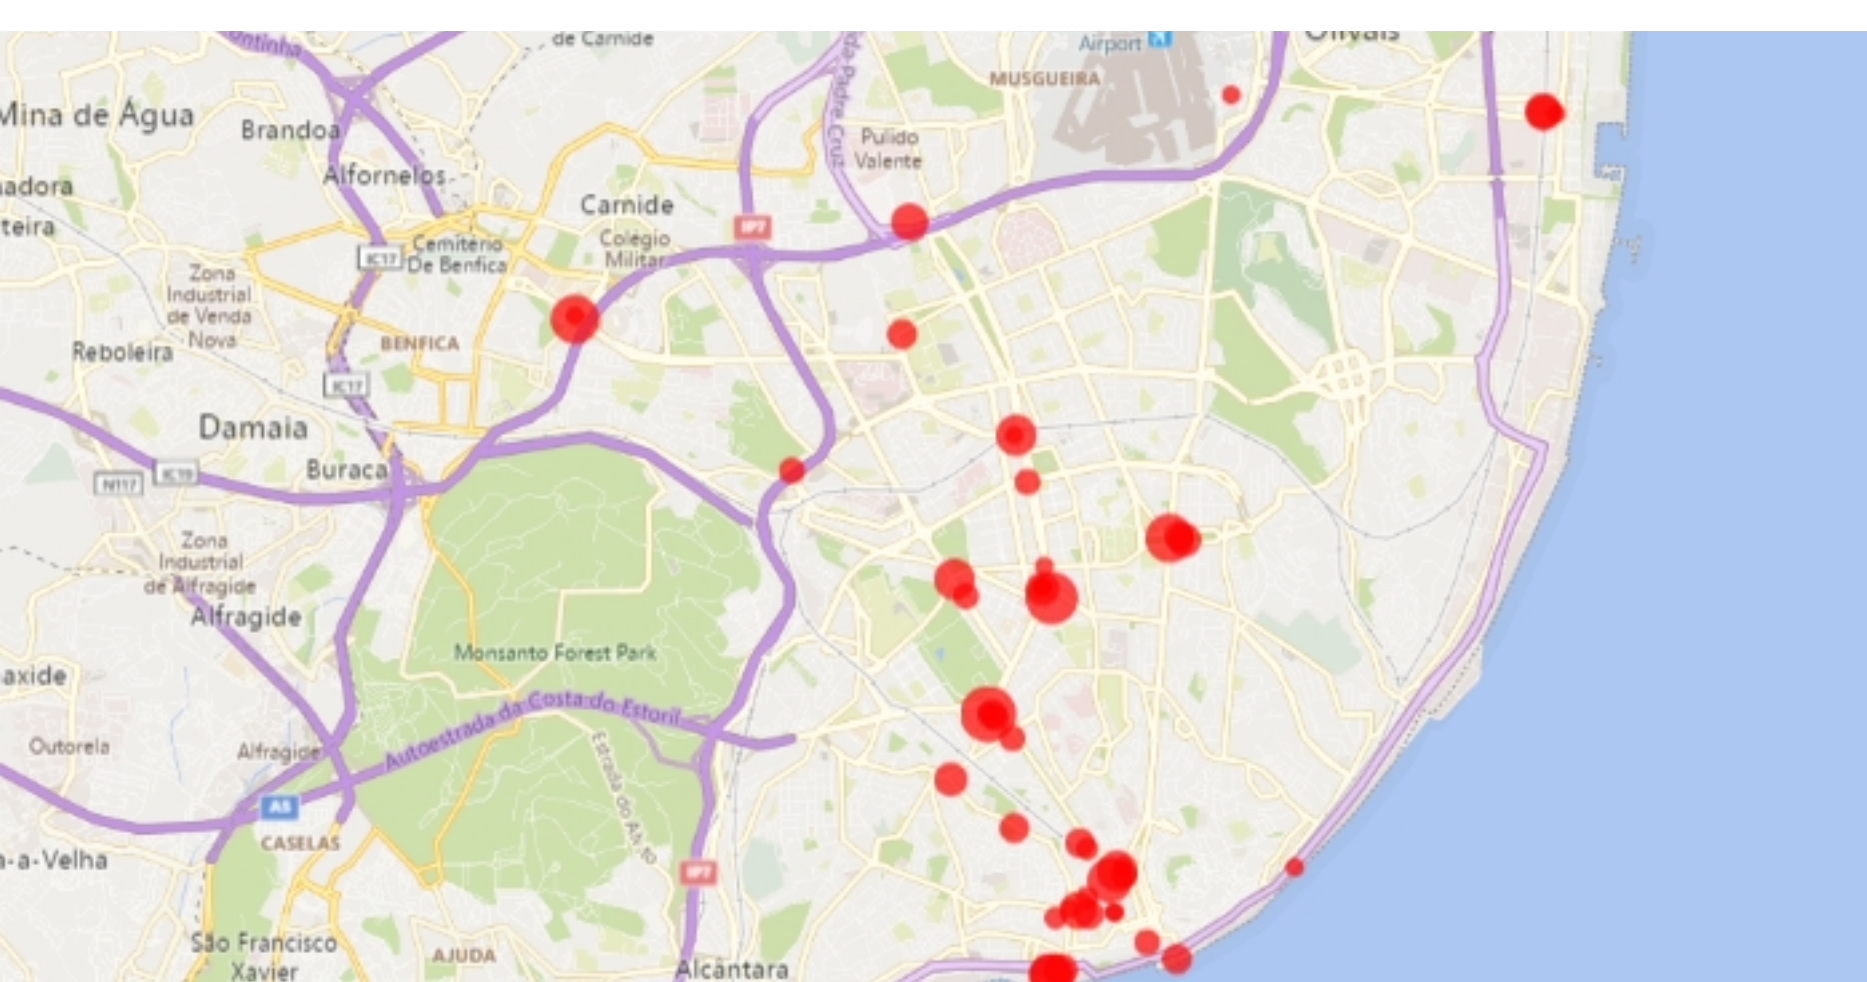 de Carnide
Airport
Olivais
MUSGUEIRA
Mina de Água
Brandoa
Pulido
Valente
Alfornelos
adora
Carnide
teira
IP7
Cemitério
De Benfica
IC17
Colégio
Militar
Zona
Industrial
de Venda
Nova
BENFICA
Reboleira
IC17
Damaia
Buraca
IC19
N117
Zona
Industrial
de Alfragide
Alfragide
Monsanto Forest Park
axide
Autoestrada da Costa do Estoril
Outorela
Alfragide
A5
CASELAS
a-a-Velha
IP7
São Francisco
Xavier
AJUDA
Alcântara